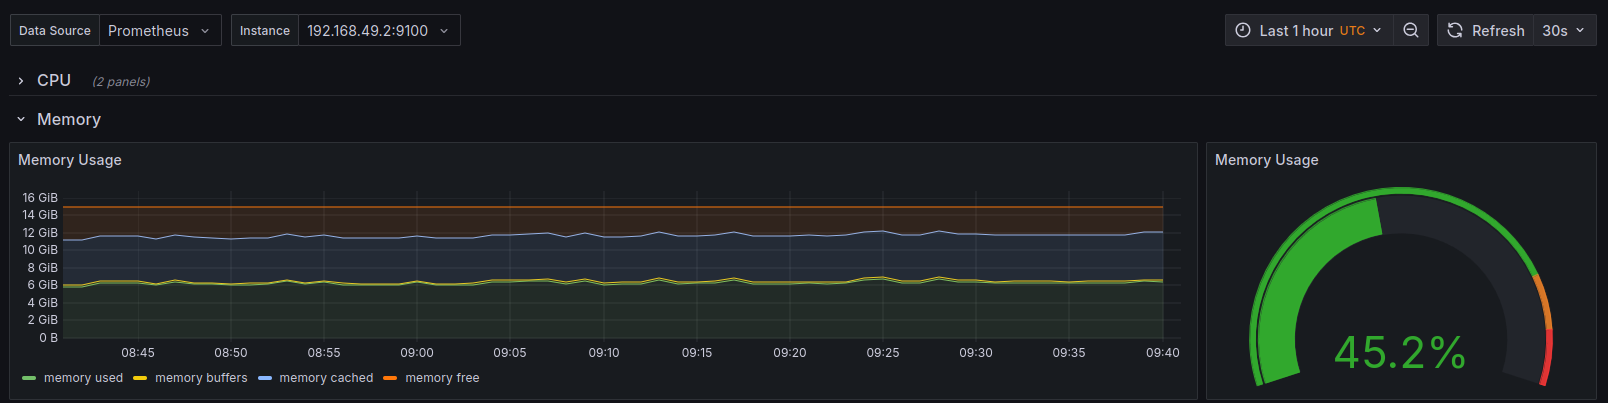 Data Source Prometheus Instance 192.168.49.2:9100 Last 1 hour UTC Refresh 30s
CPU (2 panels)
Memory
Memory Usage
16 GiB
14 GiB
12 GiB
10 GiB
8 GiB
6 GiB
4 GiB
2 GiB
0 B
08:45 08:50 08:55 09:00 09:05 09:10 09:15 09:20 09:25 09:30 09:35 09:40
memory used memory buffers memory cached memory free
Memory Usage
45.2%